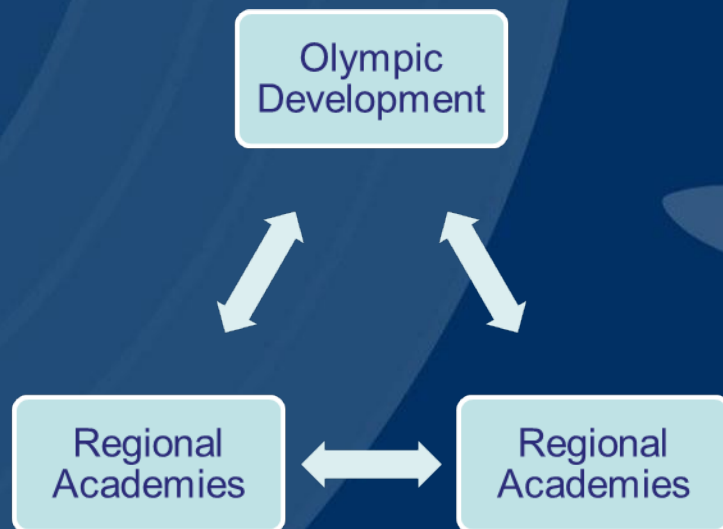 Olympic
Development
Regional
Academies
Regional
Academies